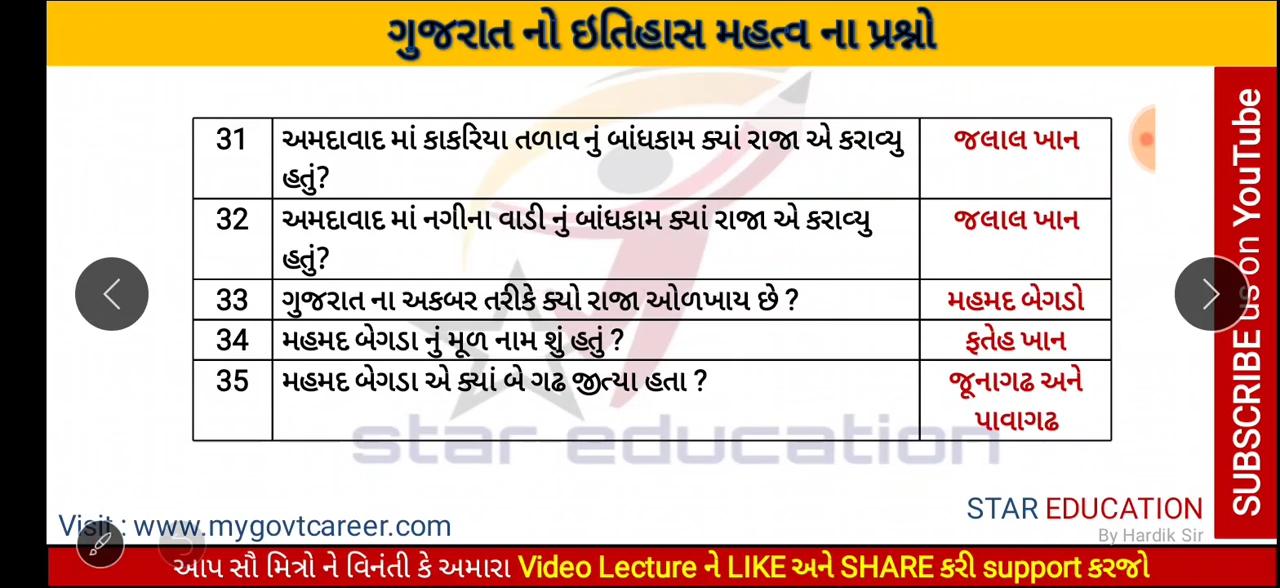 ગુજરાત નો ઇતિહાસ મહત્વ ના પ્રશ્નો
31 અમદાવાદ માં કાકરિયા તળાવ નું બાંધકામ ક્યાં રાજા એ કરાવ્યુ જલાલ ખાન
હતું?
32 અમદાવાદ માં નગીના વાડી નું બાંધકામ ક્યાં રાજા એ કરાવ્યુ જલાલ ખાન
હતું?
33 ગુજરાત ના અકબર તરીકે ક્યો રાજા ઓળખાય છે ? મહમદ બેગડો
34 મહમદ બેગડા નું મૂળ નામ શું હતું ? ફતેહ ખાન
35 મહમદ બેગડા એ ક્યાં બે ગઢ જીત્યા હતા ? જૂનાગઢ અને
પાવાગઢ
star education
SUBSCRIBE us on YouTube
STAR EDUCATION
Visit : www.mygovtcareer.com
By Hardik Sir
આપ સૌ મિત્રો ને વિનંતી કે અમારા Video Lecture ને LIKE અને SHARE કરી support કરજો